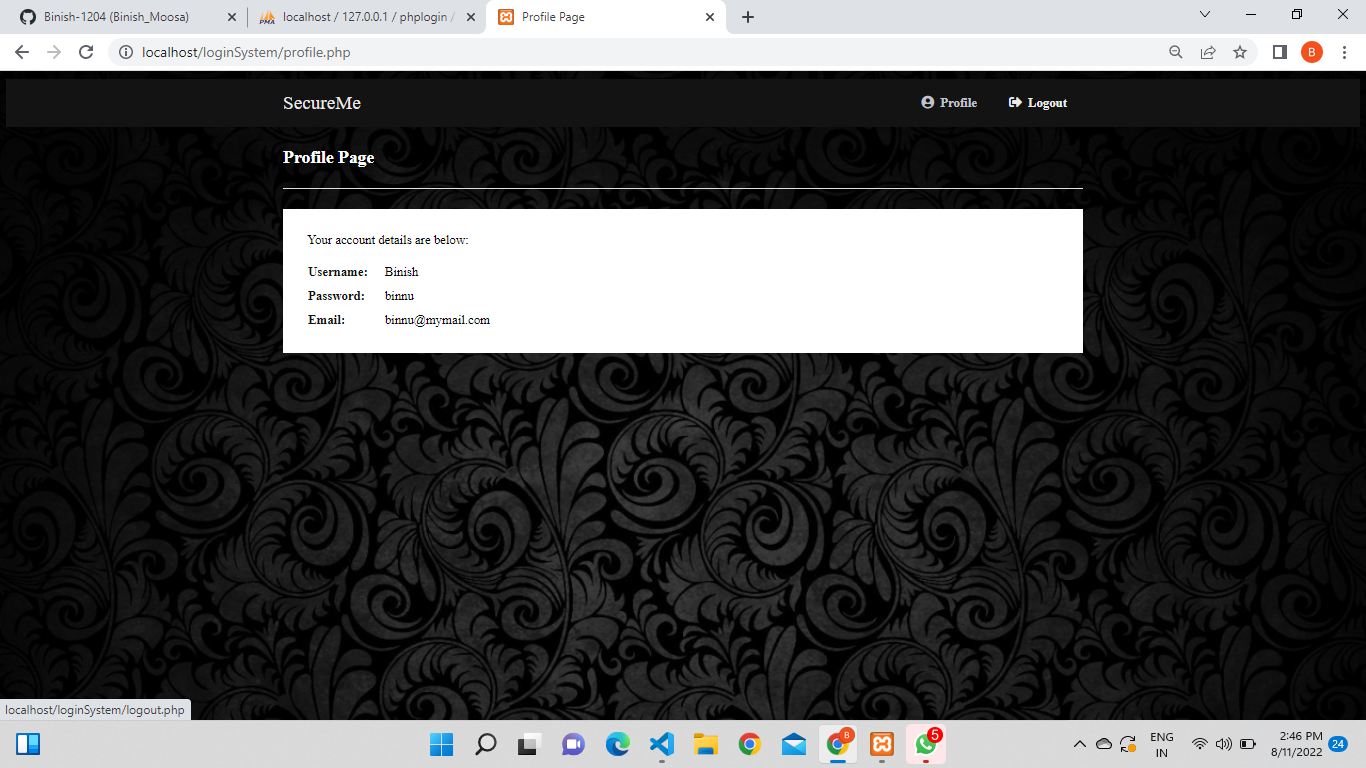 Binish-1204 (Binish_Moosa)
localhost / 127.0.0.1 / phplogin /
Profile Page
localhost/loginSystem/profile.php
B
SecureMe
Profile
Logout
Profile Page
Your account details are below:
Username: Binish
Password: binnu
Email: binnu@mymail.com
localhost/loginSystem/logout.php
B
5
ENG
IN
2:46 PM
8/11/2022
24